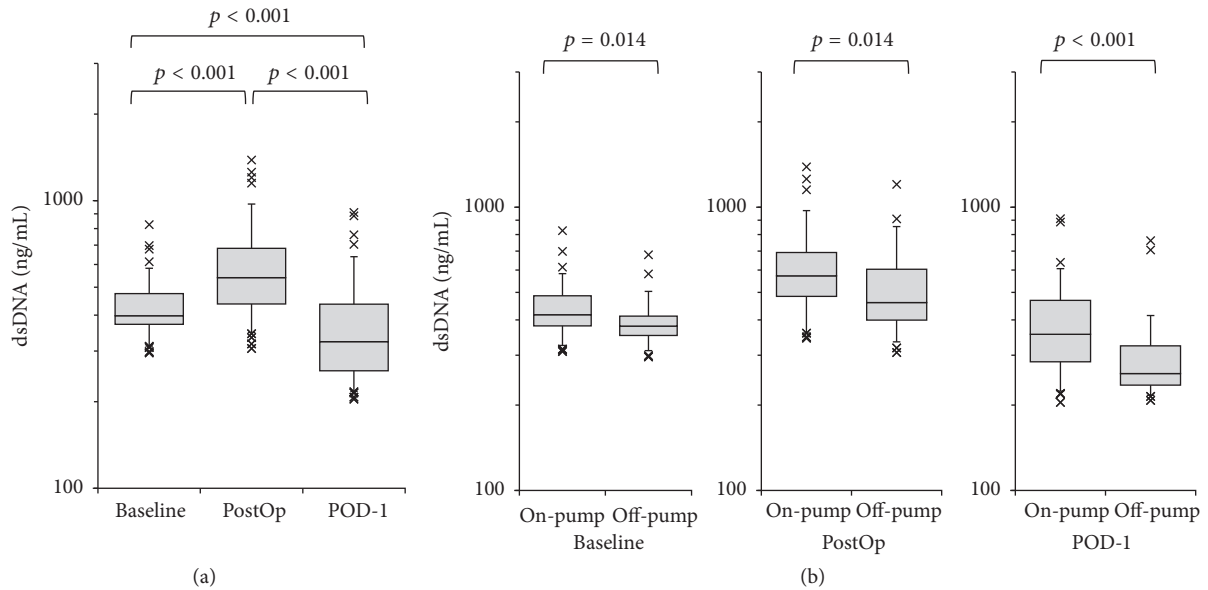 p < 0.001
p < 0.001
p < 0.001
1000
100
dsDNA (ng/mL)
Baseline
PostOp
POD-1
(a)
p = 0.014
1000
100
dsDNA (ng/mL)
On-pump Off-pump
Baseline
p = 0.014
1000
100
On-pump Off-pump
PostOp
p < 0.001
1000
100
On-pump Off-pump
POD-1
(b)